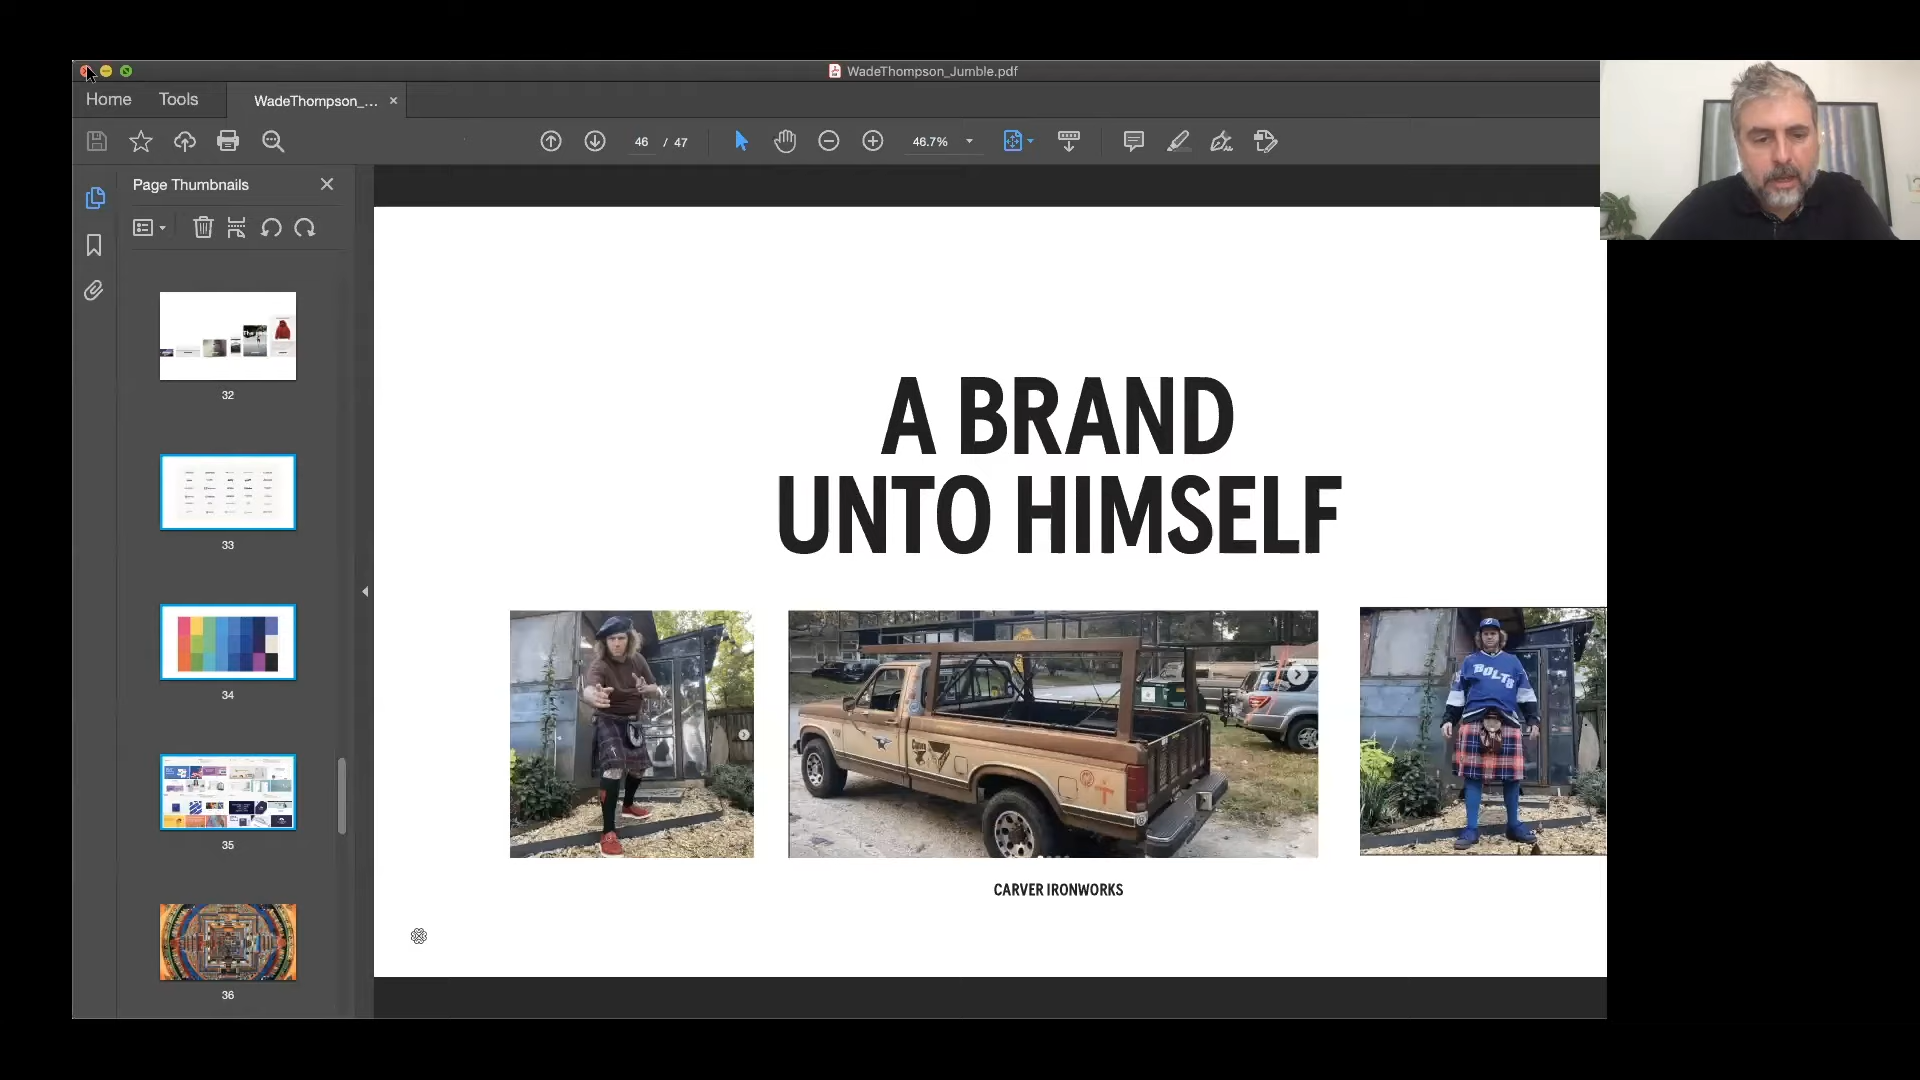 WadeThompson_Jumble.pdf
Home
Tools
WadeThompson_...
46 / 47
46.7%
Page Thumbnails
32
33
34
35
36
A BRAND
UNTO HIMSELF
BOLTS
CARVER IRONWORKS